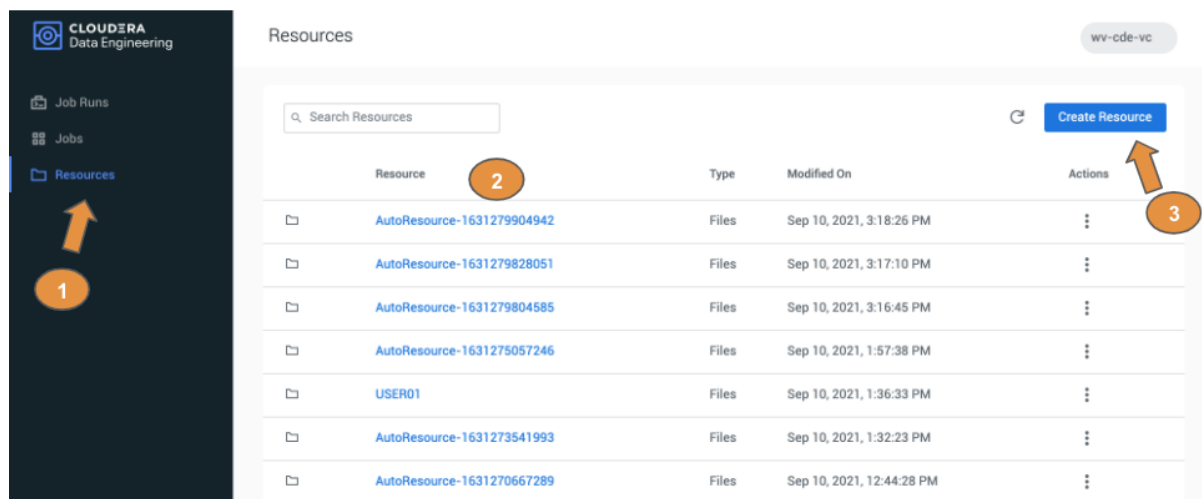 CLOUDERA
Data Engineering
Job Runs
Jobs
Resources
1
Resources
wv-cde-vc
Search Resources
Create Resource
Resource
2
Type
Modified On
Actions
3
AutoResource-1631279904942 Files Sep 10, 2021, 3:18:26 PM
AutoResource-1631279828051 Files Sep 10, 2021, 3:17:10 PM
AutoResource-1631279804585 Files Sep 10, 2021, 3:16:45 PM
AutoResource-1631275057246 Files Sep 10, 2021, 1:57:38 PM
USER01 Files Sep 10, 2021, 1:36:33 PM
AutoResource-1631273541993 Files Sep 10, 2021, 1:32:23 PM
AutoResource-1631270667289 Files Sep 10, 2021, 12:44:28 PM